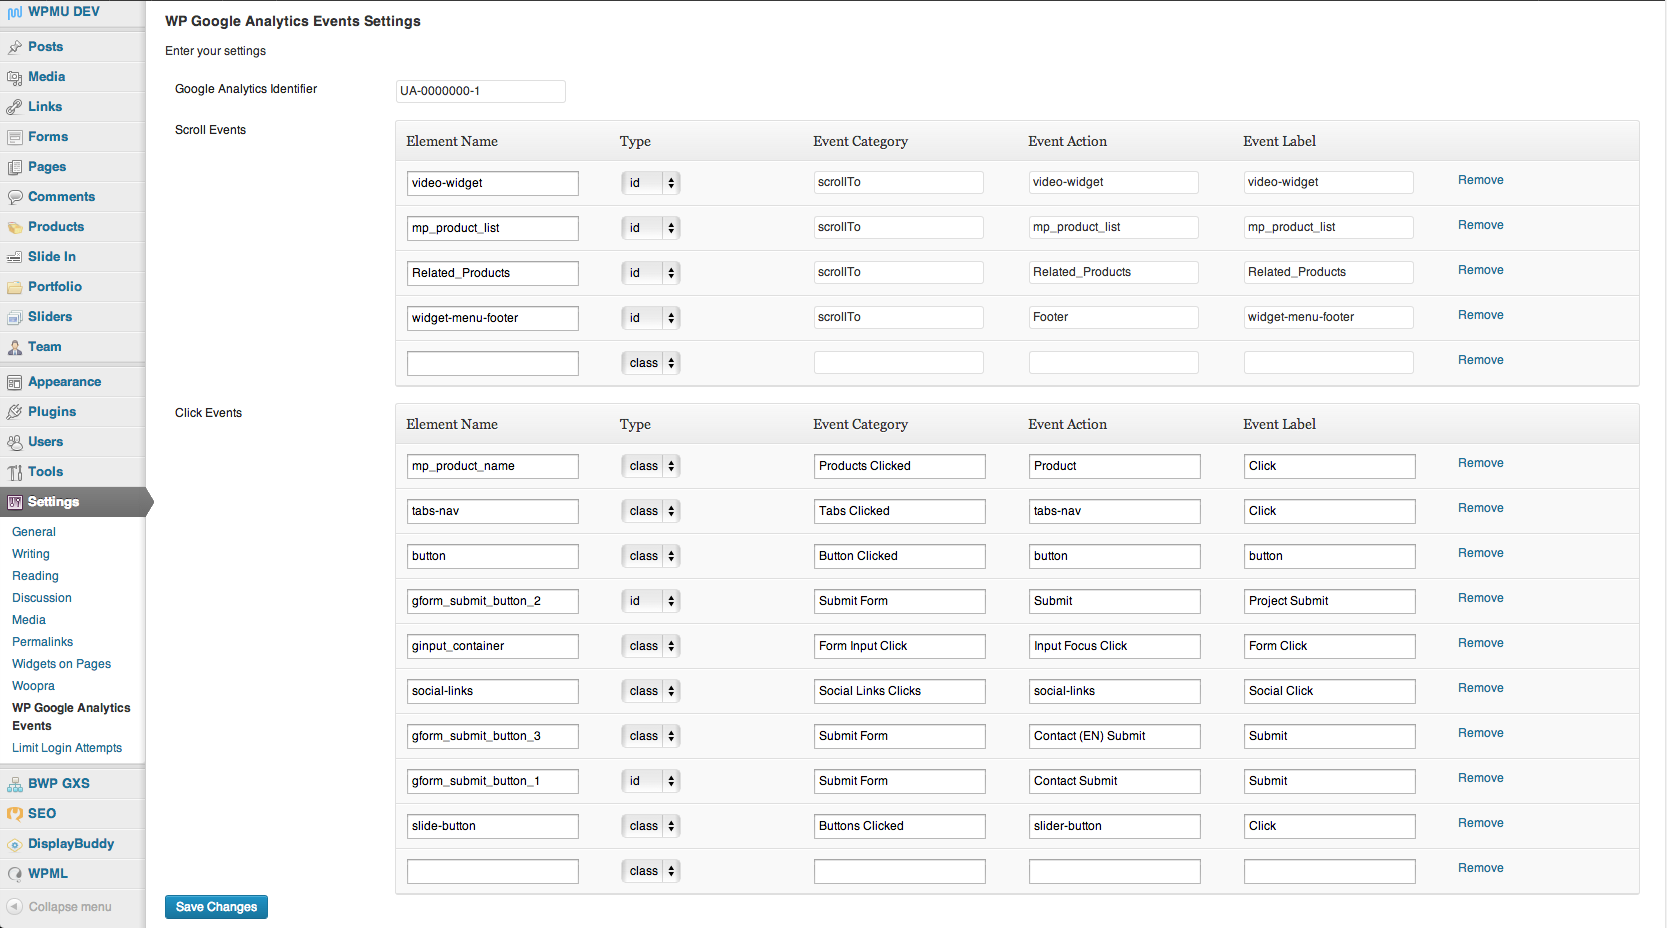 WPMU DEV
Posts
Media
Links
Forms
Pages
Comments
Products
Slide In
Portfolio
Sliders
Team
Appearance
Plugins
Users
Tools
Settings
General
Writing
Reading
Discussion
Media
Permalinks
Widgets on Pages
Woopra
WP Google Analytics
Events
Limit Login Attempts
BWP GXS
SEO
DisplayBuddy
WPML
Collapse menu
WP Google Analytics Events Settings
Enter your settings
Google Analytics Identifier UA-0000000-1
Scroll Events
Element Name Type Event Category Event Action Event Label
video-widget id scrollTo video-widget video-widget Remove
mp_product_list id scrollTo mp_product_list mp_product_list Remove
Related_Products id scrollTo Related_Products Related_Products Remove
widget-menu-footer id scrollTo Footer widget-menu-footer Remove
class Remove
Click Events
Element Name Type Event Category Event Action Event Label
mp_product_name class Products Clicked Product Click Remove
tabs-nav class Tabs Clicked tabs-nav Click Remove
button class Button Clicked button button Remove
gform_submit_button_2 id Submit Form Submit Project Submit Remove
ginput_container class Form Input Click Input Focus Click Form Click Remove
social-links class Social Links Clicks social-links Social Click Remove
gform_submit_button_3 class Submit Form Contact (EN) Submit Submit Remove
gform_submit_button_1 id Submit Form Contact Submit Submit Remove
slide-button class Buttons Clicked slider-button Click Remove
class Remove
Save Changes